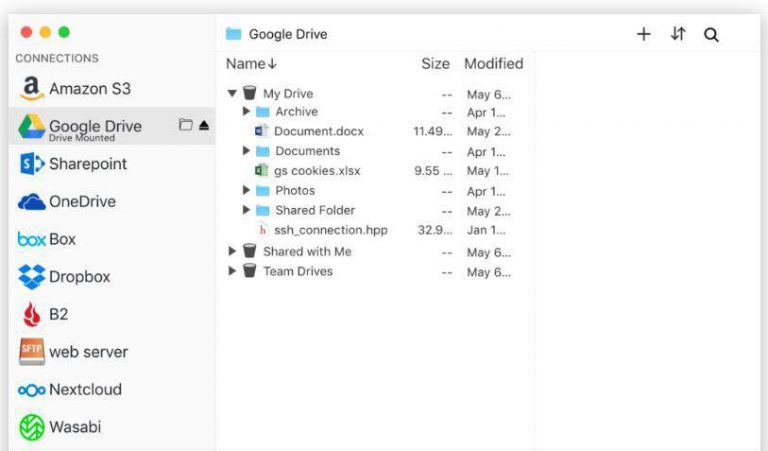 Google Drive
CONNECTIONS
Name↓ Size Modified
a Amazon S3
Google Drive
Drive Mounted
S Sharepoint
OneDrive
box Box
Dropbox
B2
SFTP web server
Nextcloud
Wasabi
My Drive -- May 6...
Archive -- Apr 1...
Document.docx 11.49... May 2...
Documents -- Apr 1...
gs cookies.xlsx 9.55 ... May 1...
Photos -- Apr 1...
Shared Folder -- May 2...
h ssh_connection.hpp 32.9... Jan 1...
Shared with Me -- May 6...
Team Drives -- May 6...